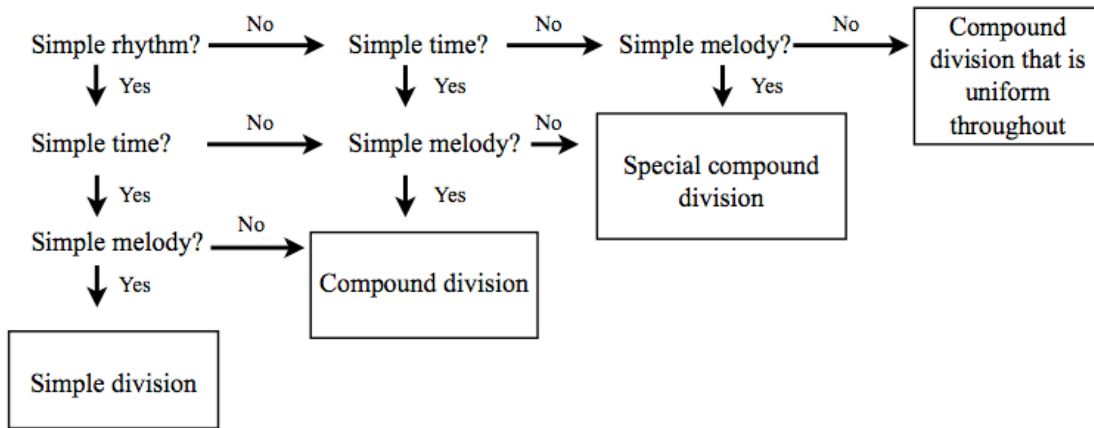 Simple rhythm?
No
Simple time?
No
Simple melody?
No
Compound
division that is
uniform
throughout
Yes
Yes
Yes
Simple time?
No
Simple melody?
No
Special compound
division
Yes
Yes
Simple melody?
No
Compound division
Yes
Simple division